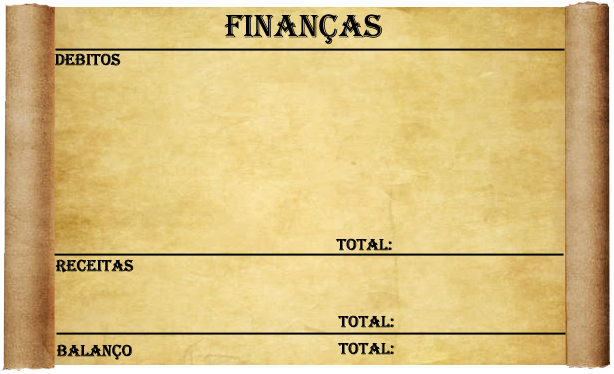 FINANÇAS
DEBITOS
TOTAL:
RECEITAS
TOTAL:
BALANÇO TOTAL: